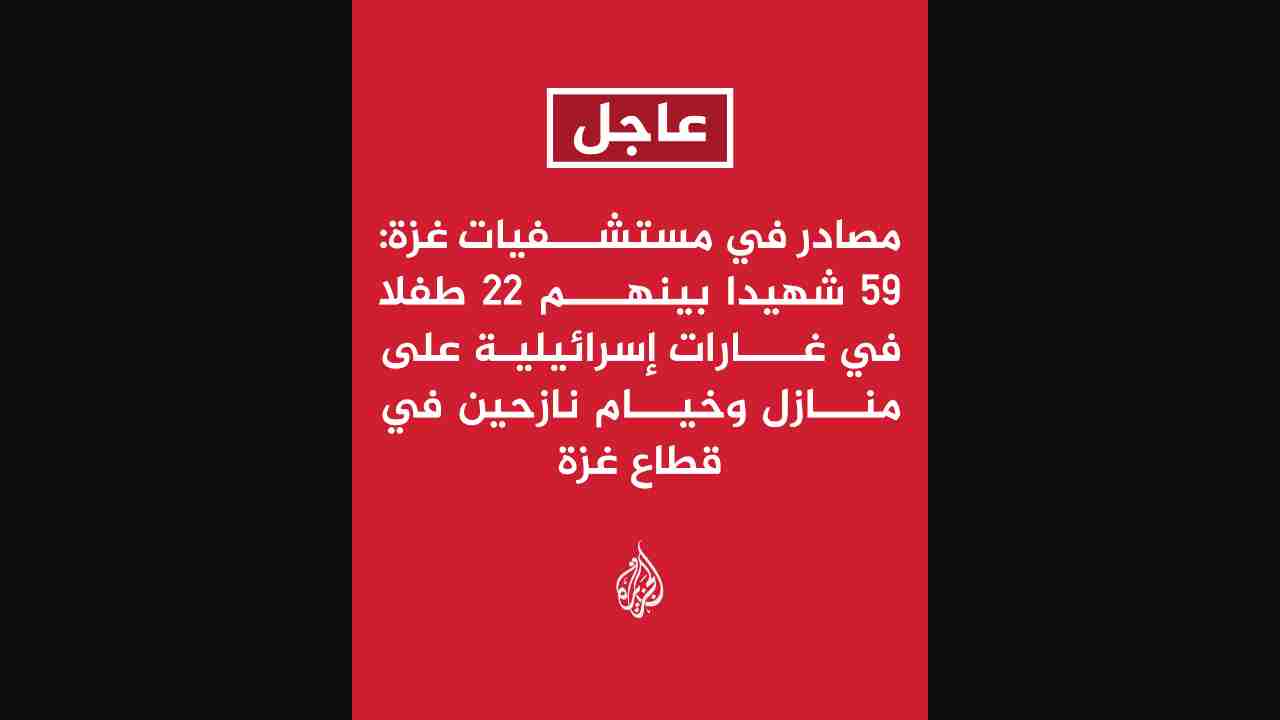 عاجل
مصادر في مستشفيات غزة:
59 شهيدا بينهم 22 طفلا
في غارات إسرائيلية على
منازل وخيام نازحين في
قطاع غزة
الجزيرة